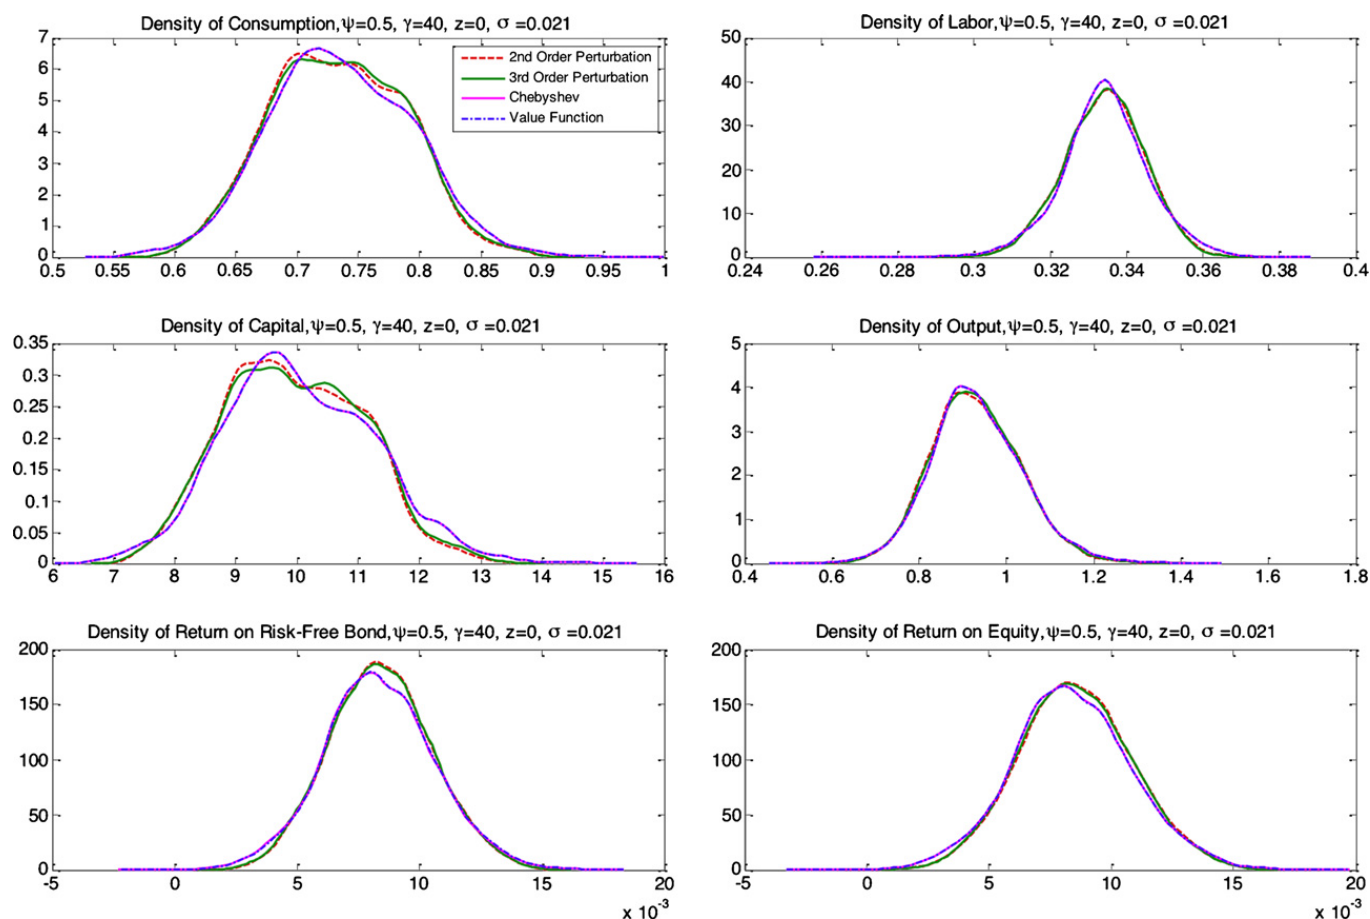 Density of Consumption,ψ=0.5, γ=40, z=0, σ =0.021
7
6
5
4
3
2
1
0
0.5 0.55 0.6 0.65 0.7 0.75 0.8 0.85 0.9 0.95 1
2nd Order Perturbation
3rd Order Perturbation
Chebyshev
Value Function
Density of Labor,ψ=0.5, γ=40, z=0, σ =0.021
50
40
30
20
10
0
0.24 0.26 0.28 0.3 0.32 0.34 0.36 0.38 0.4
Density of Capital,ψ=0.5, γ=40, z=0, σ =0.021
0.35
0.3
0.25
0.2
0.15
0.1
0.05
0
6 7 8 9 10 11 12 13 14 15 16
Density of Output,ψ=0.5, γ=40, z=0, σ =0.021
5
4
3
2
1
0
0.4 0.6 0.8 1 1.2 1.4 1.6 1.8
Density of Return on Risk-Free Bond,ψ=0.5, γ=40, z=0, σ =0.021
200
150
100
50
0
-5 0 5 10 15 20
x 10⁻³
Density of Return on Equity,ψ=0.5, γ=40, z=0, σ =0.021
200
150
100
50
0
-5 0 5 10 15 20
x 10⁻³